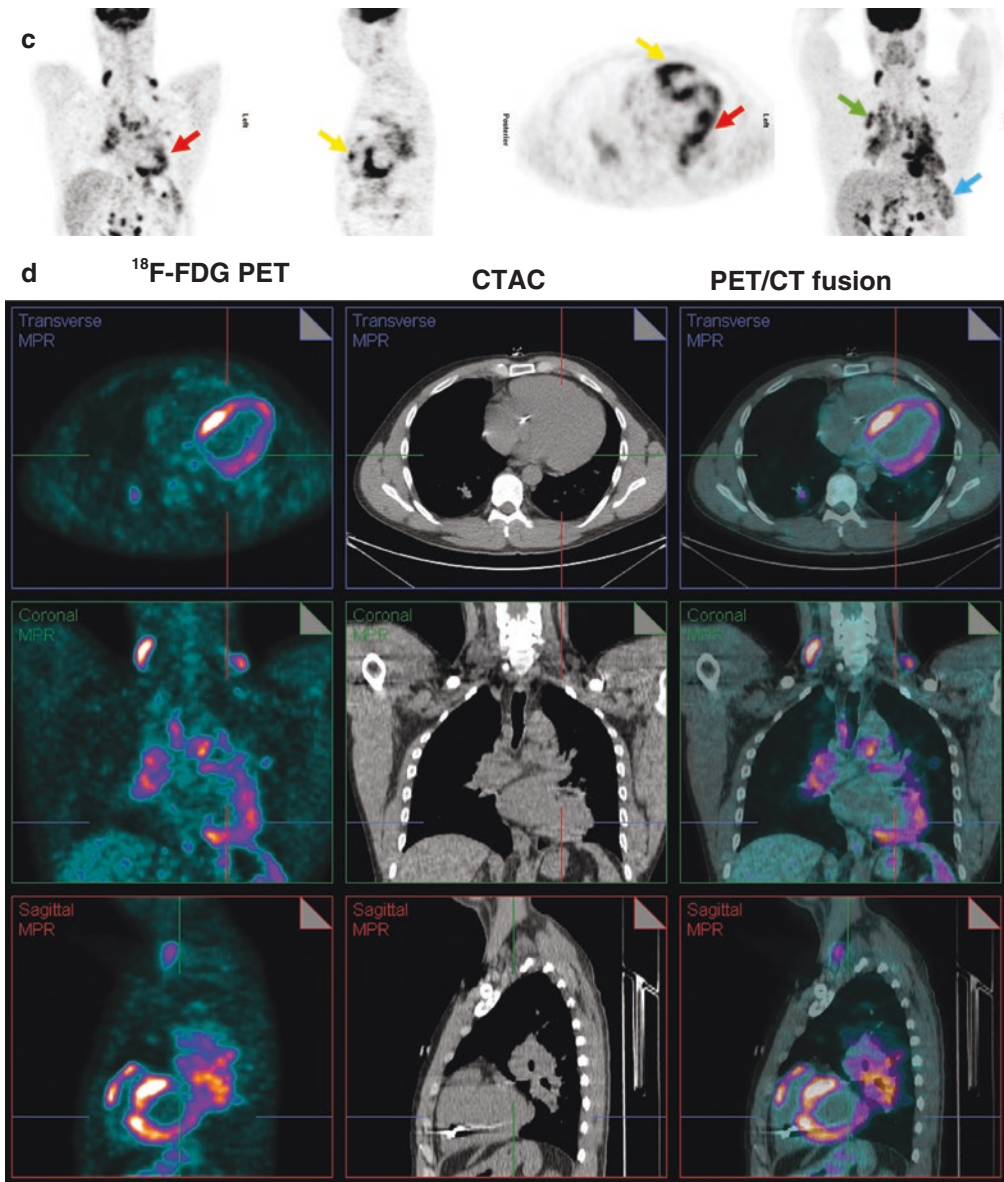 c
Left
Posterior
Left
d
¹⁸F-FDG PET
CTAC
PET/CT fusion
Transverse
MPR
Transverse
MPR
Transverse
MPR
Coronal
MPR
Coronal
MPR
Coronal
MPR
Sagittal
MPR
Sagittal
MPR
Sagittal
MPR